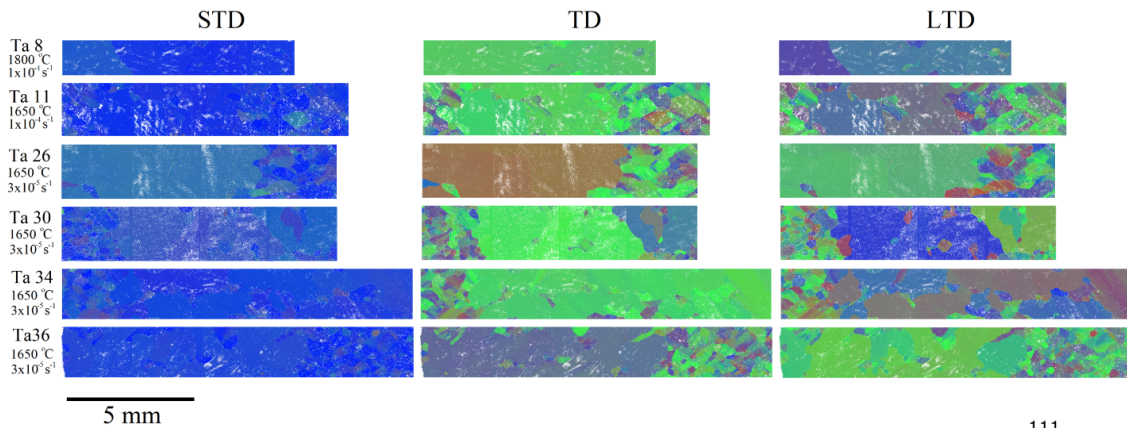 STD TD LTD
Ta 8
1800 °C
1x10⁻⁴s⁻¹
Ta 11
1650 °C
1x10⁻⁴s⁻¹
Ta 26
1650 °C
3x10⁻⁵s⁻¹
Ta 30
1650 °C
3x10⁻⁵s⁻¹
Ta 34
1650 °C
3x10⁻⁵s⁻¹
Ta36
1650 °C
3x10⁻⁵s⁻¹
5 mm